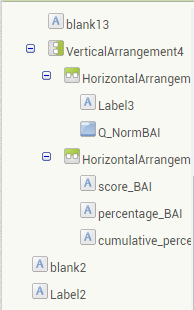 blank13
VerticalArrangement4
HorizontalArrangem
Label3
Q_NormBAI
HorizontalArrangem
score_BAI
percentage_BAI
cumulative_perce
blank2
Label2